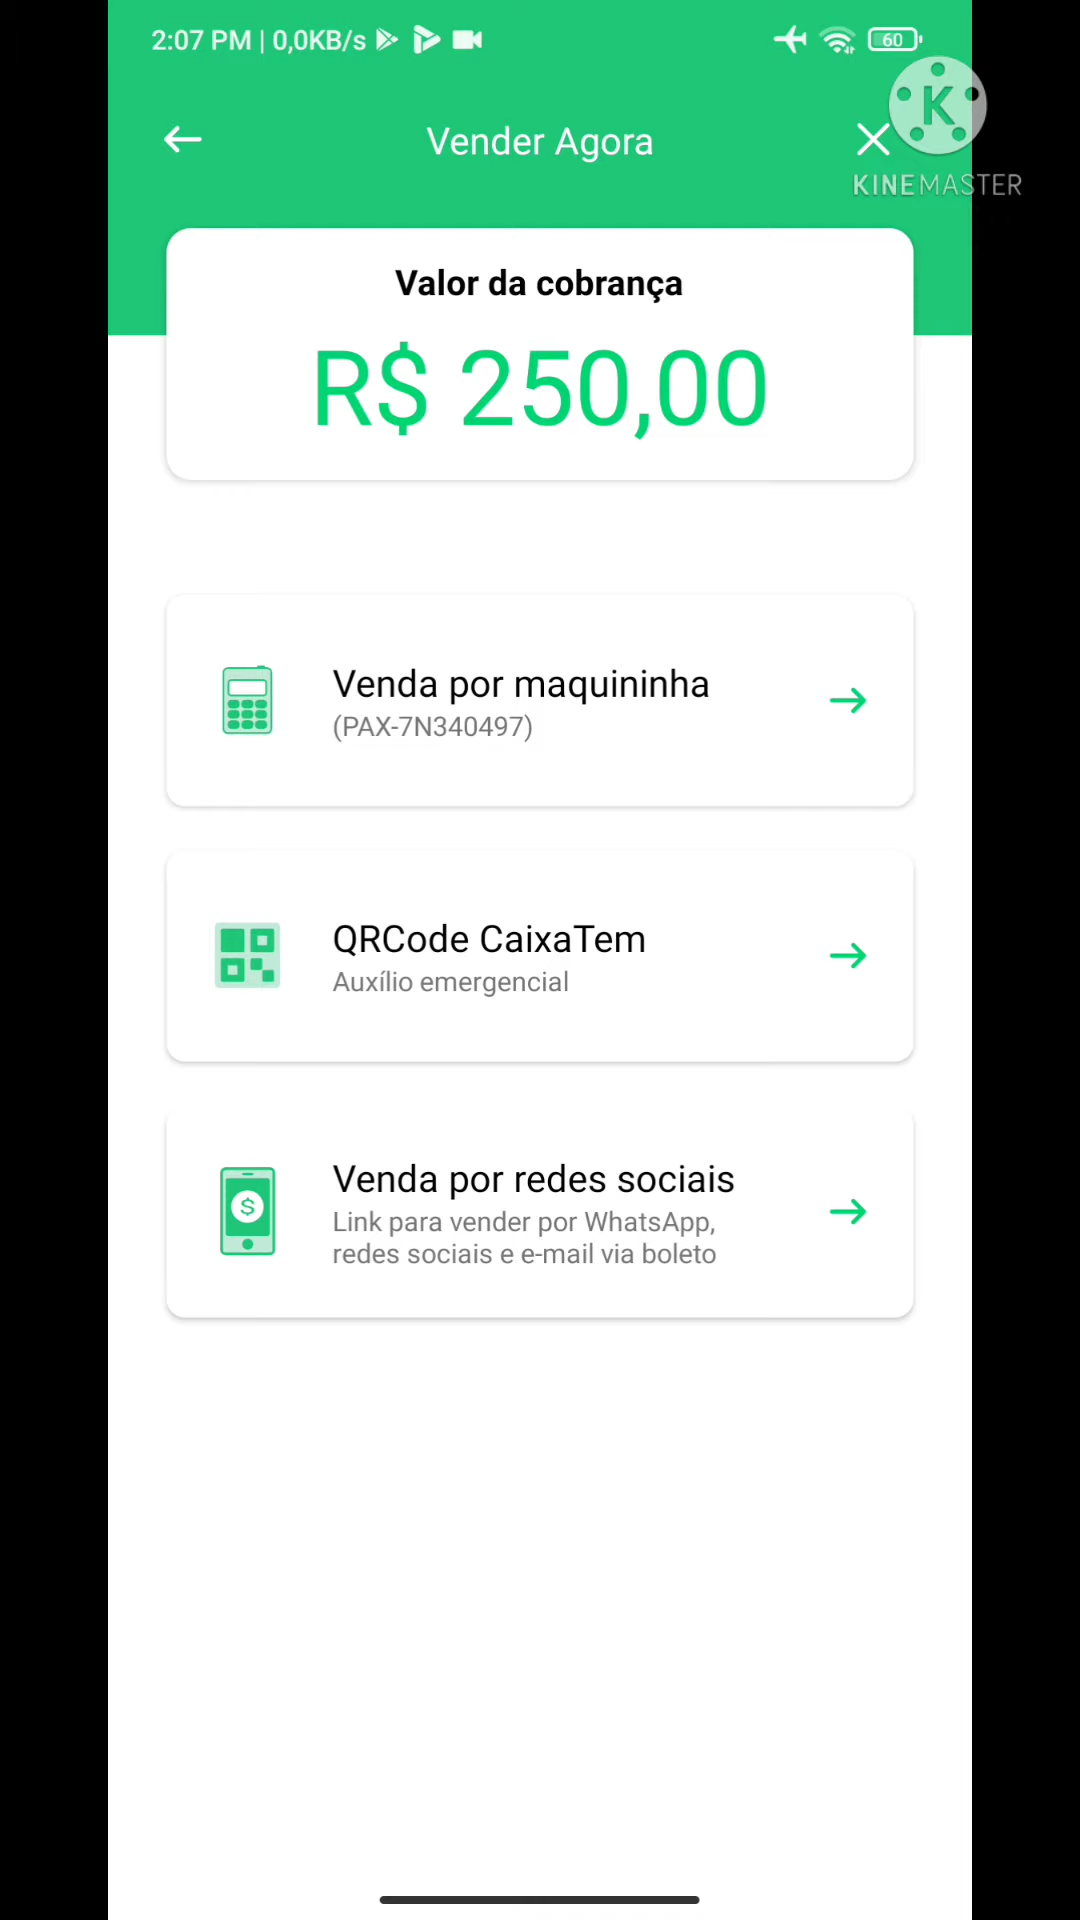 2:07 PM | 0,0KB/s
60
K
KINEMASTER
Vender Agora
Valor da cobrança
R$ 250,00
Venda por maquininha
(PAX-7N340497)
QRCode CaixaTem
Auxílio emergencial
Venda por redes sociais
Link para vender por WhatsApp,
redes sociais e e-mail via boleto
$